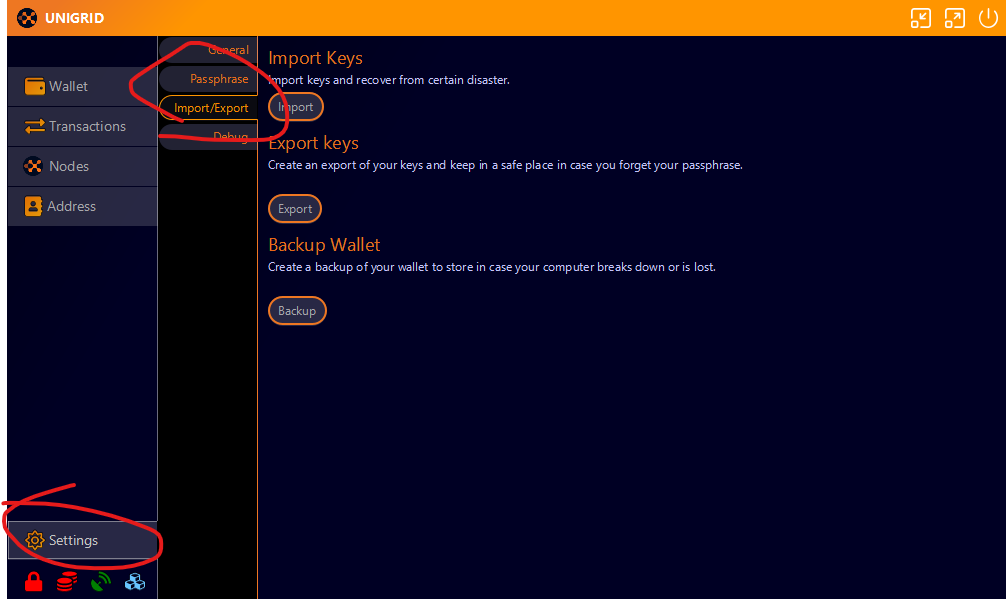 UNIGRID
Wallet
Transactions
Nodes
Address
Settings
General
Passphrase
Import/Export
Debug
Import Keys
Import keys and recover from certain disaster.
Import
Export keys
Create an export of your keys and keep in a safe place in case you forget your passphrase.
Export
Backup Wallet
Create a backup of your wallet to store in case your computer breaks down or is lost.
Backup